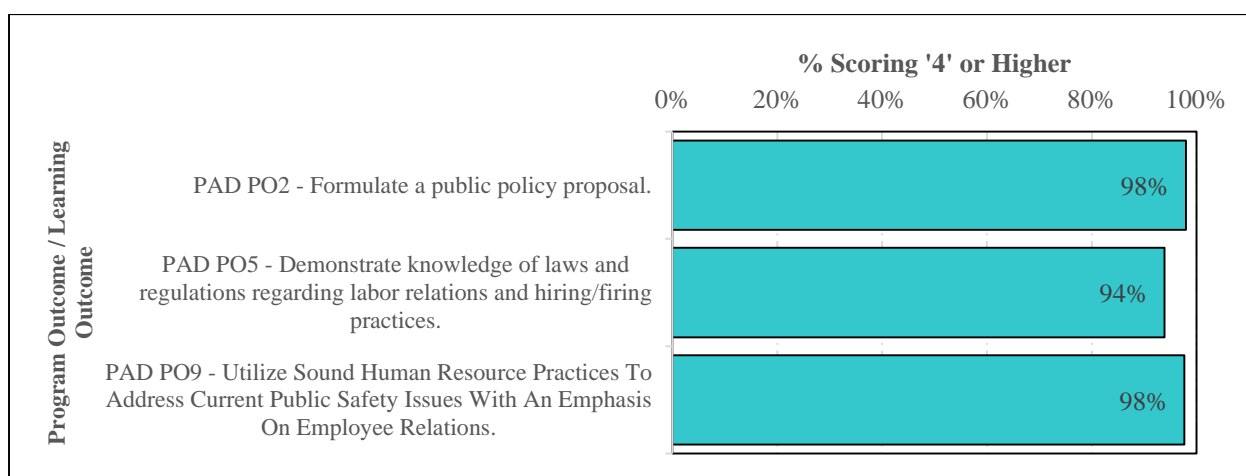 % Scoring '4' or Higher
0%
20%
40%
60%
80%
100%
Program Outcome / Learning
Outcome
PAD PO2 - Formulate a public policy proposal.
98%
PAD PO5 - Demonstrate knowledge of laws and
regulations regarding labor relations and hiring/firing
practices.
94%
PAD PO9 - Utilize Sound Human Resource Practices To
Address Current Public Safety Issues With An Emphasis
On Employee Relations.
98%